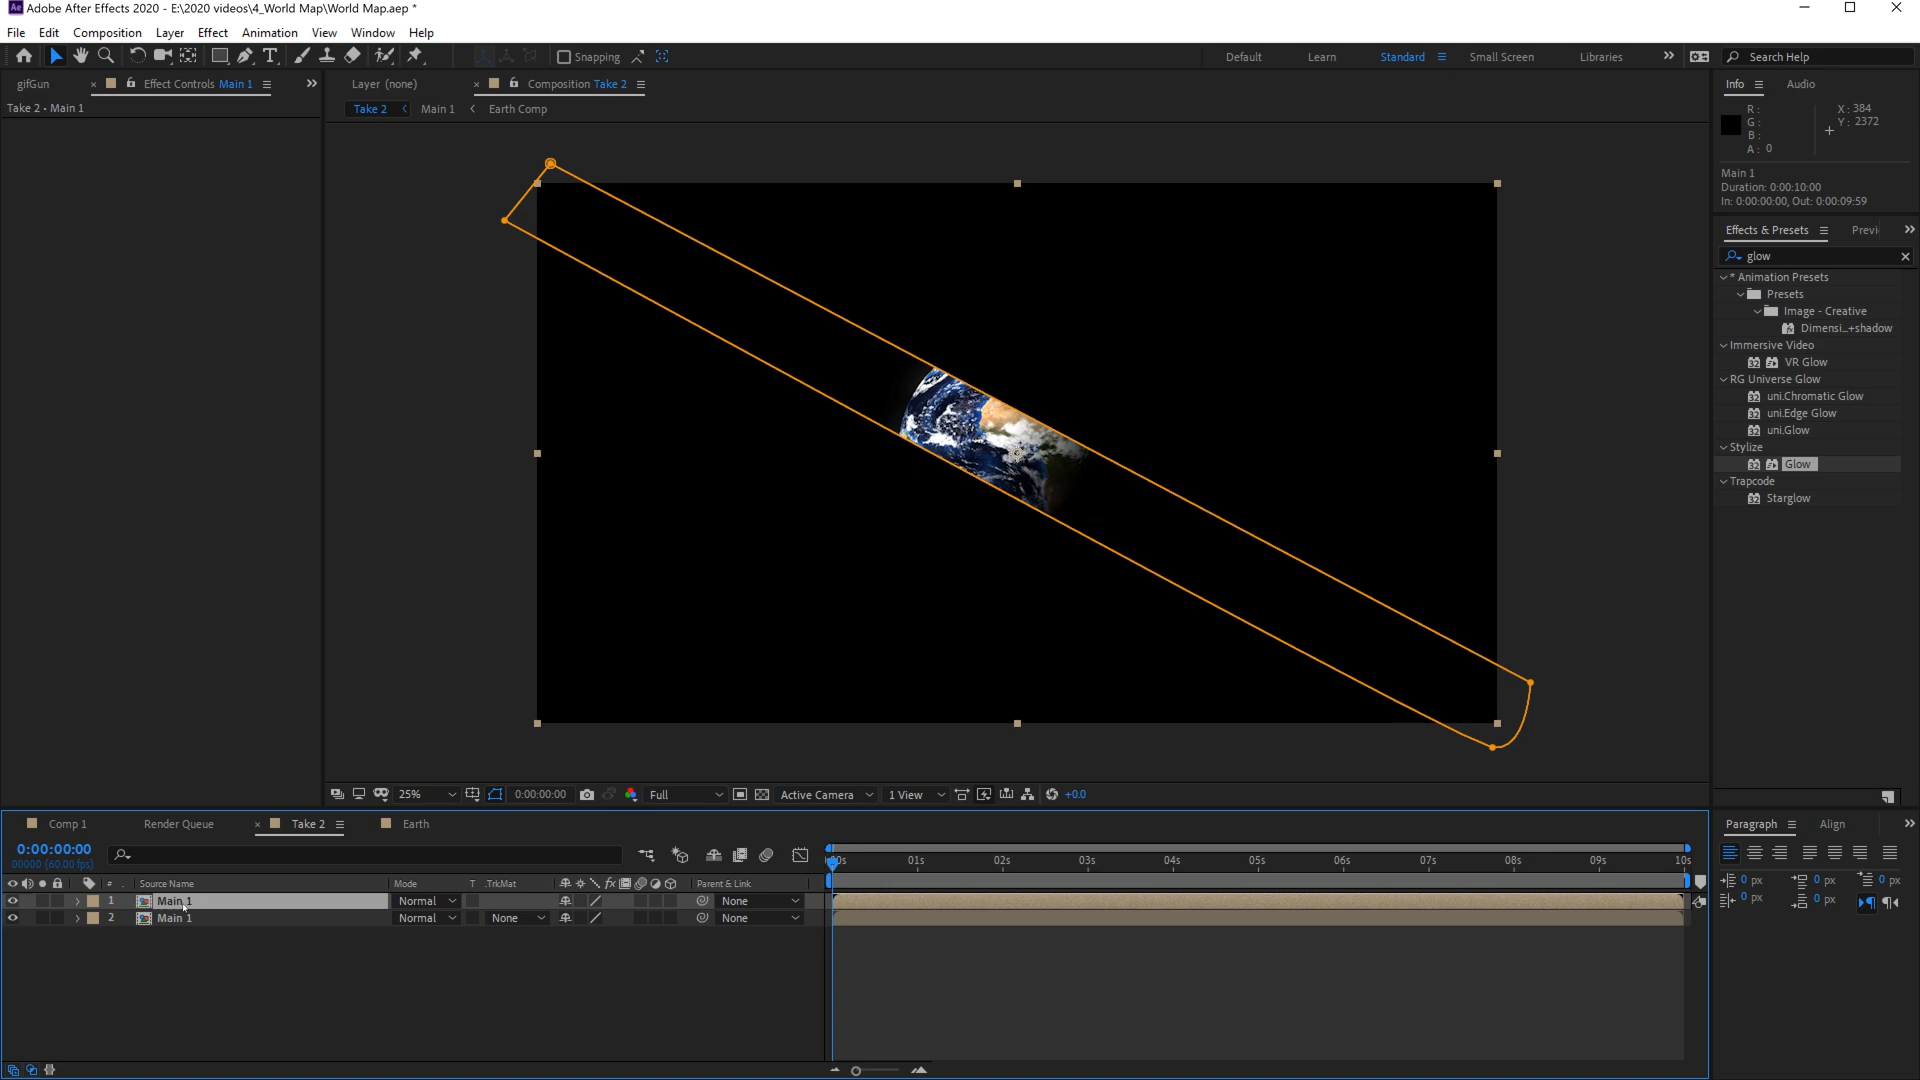 Adobe After Effects 2020 - E:\2020 videos\4_World Map\World Map.aep *
File Edit Composition Layer Effect Animation View Window Help
Snapping Default Learn Standard Small Screen Libraries Search Help
gifGun Effect Controls Main 1 Layer (none) Composition Take 2 Info Audio
Take 2 • Main 1
Take 2 Main 1 Earth Comp
R : X : 384
G : Y : 2372
B :
A : 0
Main 1
Duration: 0:00:10:00
In: 0:00:00:00, Out: 0:00:09:59
Effects & Presets Previ
glow
* Animation Presets
Presets
Image - Creative
Dimensi...+shadow
Immersive Video
VR Glow
RG Universe Glow
uni.Chromatic Glow
uni.Edge Glow
uni.Glow
Stylize
Glow
Trapcode
Starglow
25% 0:00:00:00 Full Active Camera 1 View +0.0
Comp 1 Render Queue Take 2 Earth
Paragraph Align
0:00:00:00
00000 (60.00 fps)
00s 01s 02s 03s 04s 05s 06s 07s 08s 09s 10s
# Source Name Mode T .TrkMat Parent & Link
1 Main 1 Normal None
2 Main 1 Normal None None
0 px 0 px 0 px
0 px 0 px